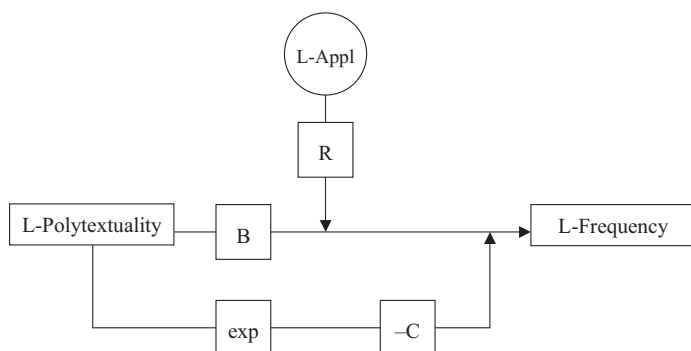 L-Appl
R
L-Polytextuality
B
L-Frequency
exp
–C